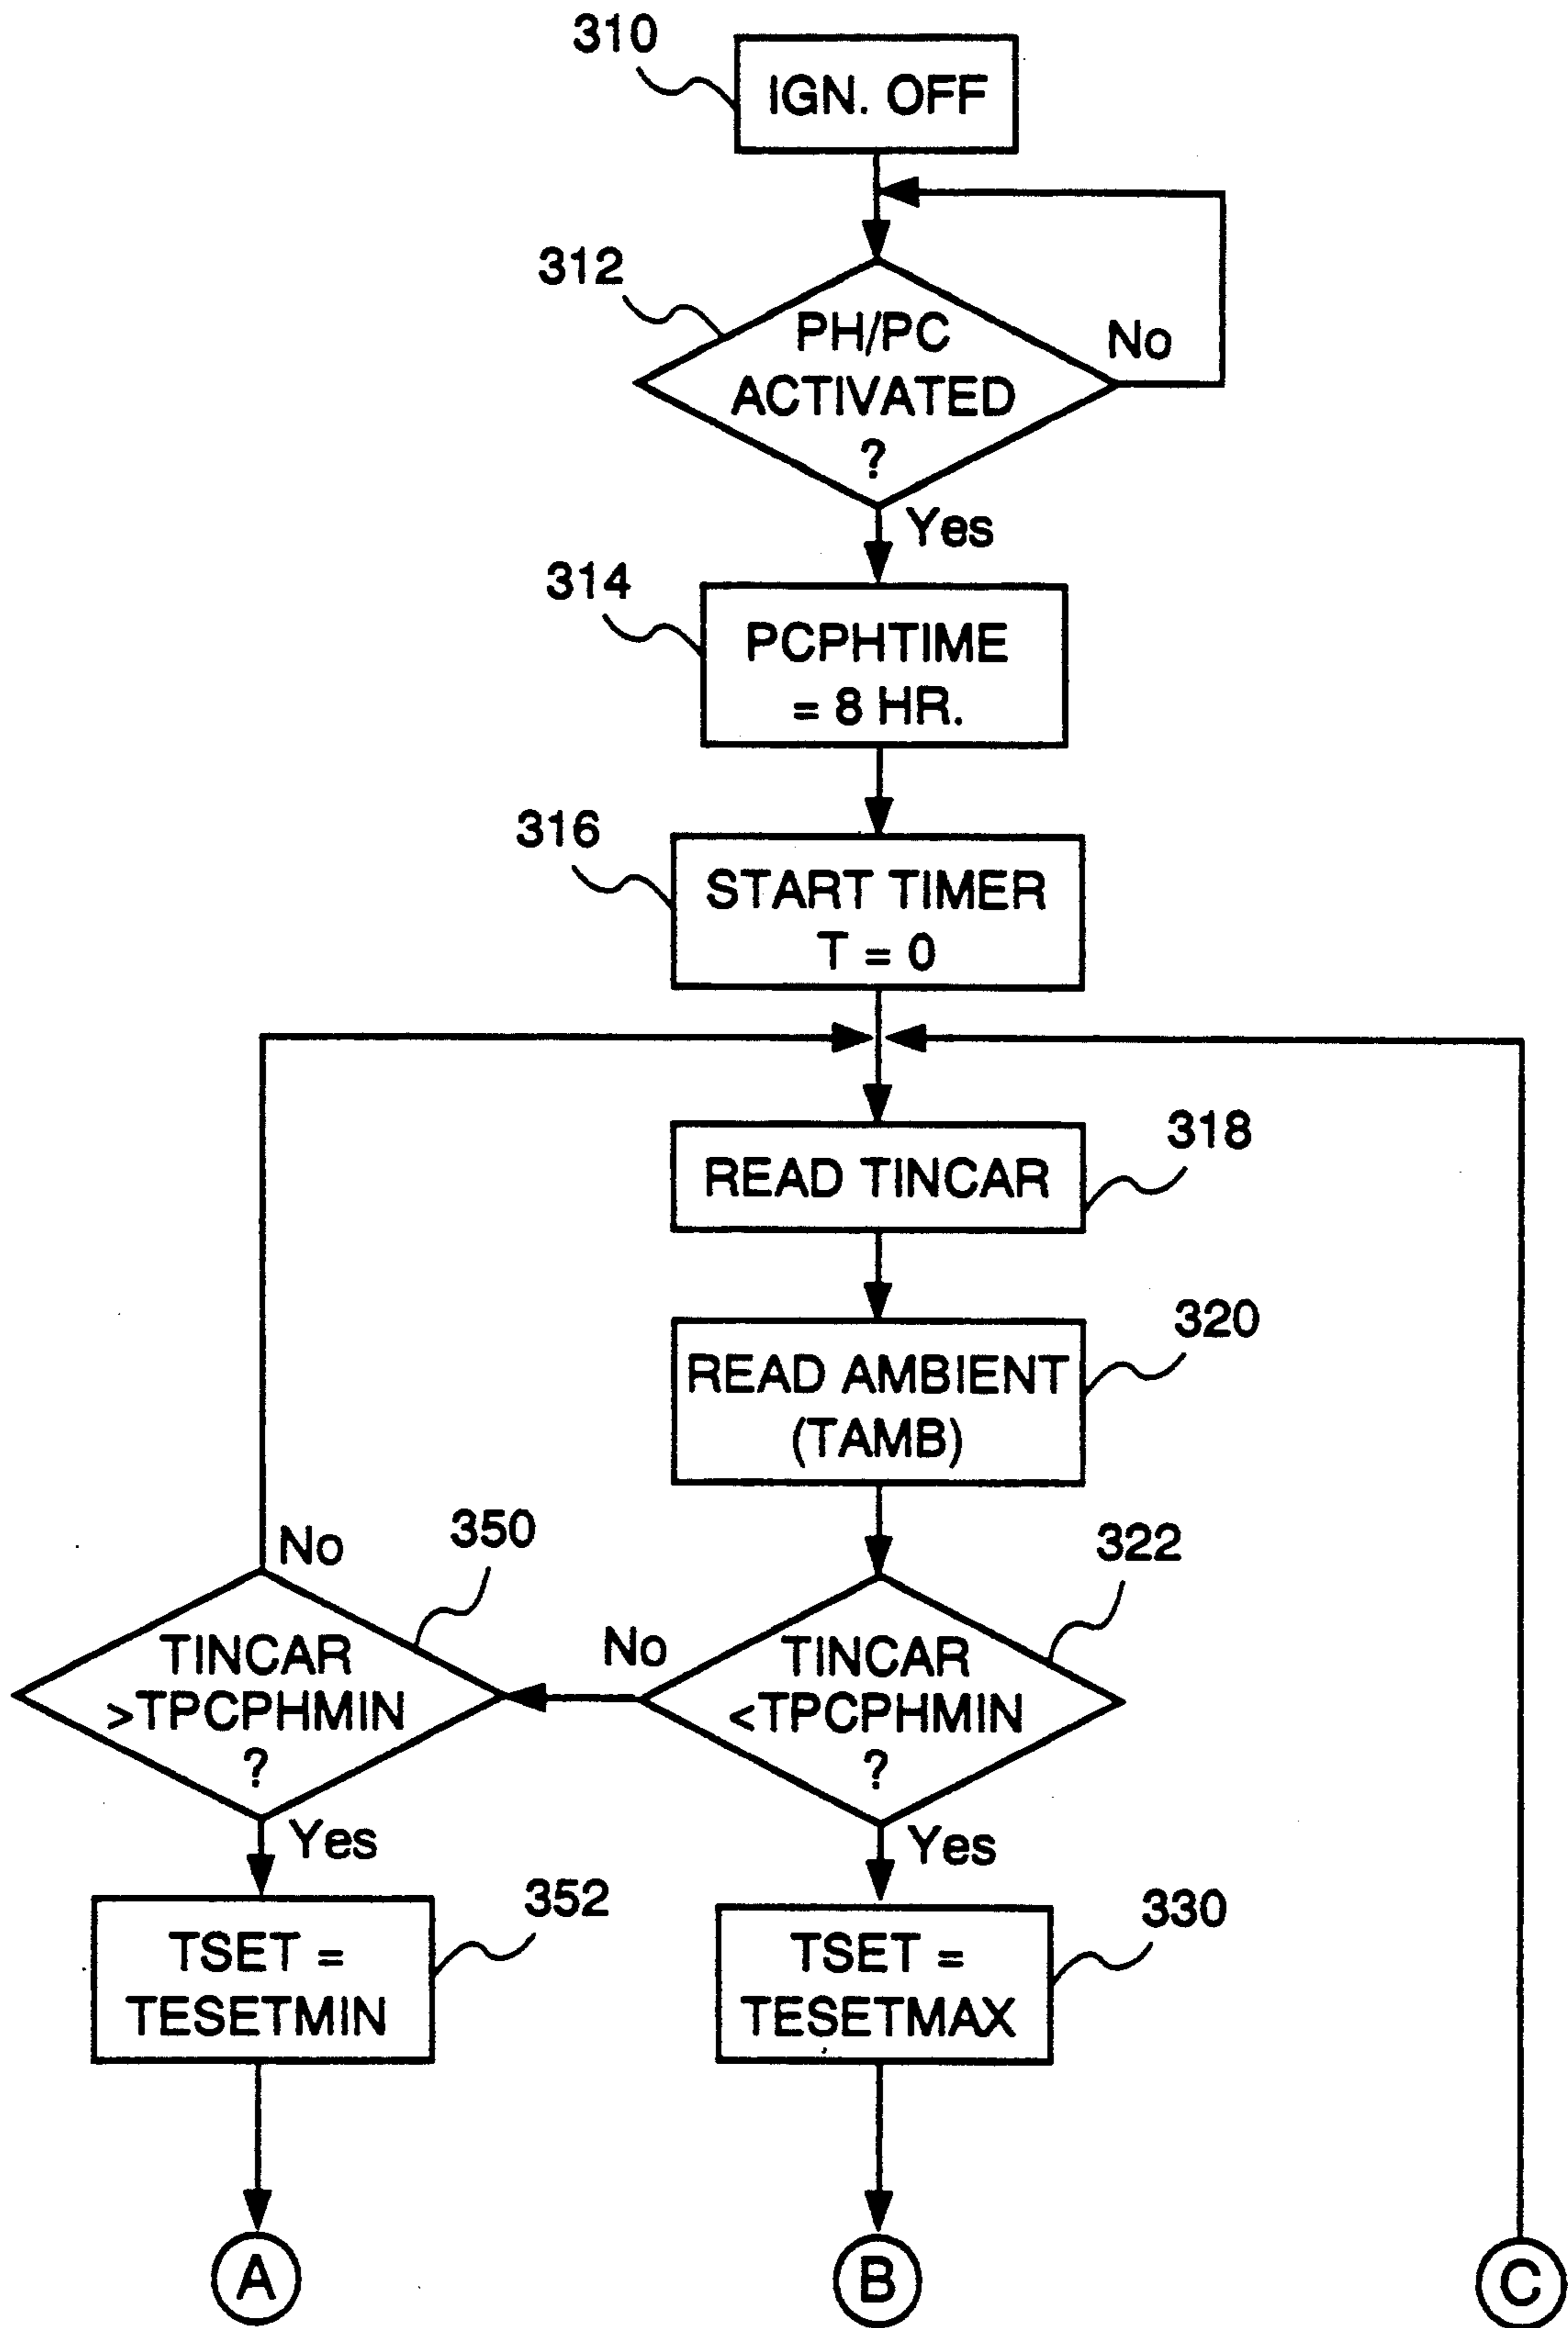 310
IGN. OFF
312
PH/PC
ACTIVATED
?
No
Yes
314
PCPHTIME
= 8 HR.
316
START TIMER
T = 0
318
READ TINCAR
320
READ AMBIENT
(TAMB)
No
350
322
TINCAR
>TPCPHMIN
?
No
TINCAR
<TPCPHMIN
?
Yes
Yes
352
TSET =
TESETMIN
330
TSET =
TESETMAX
A
B
C